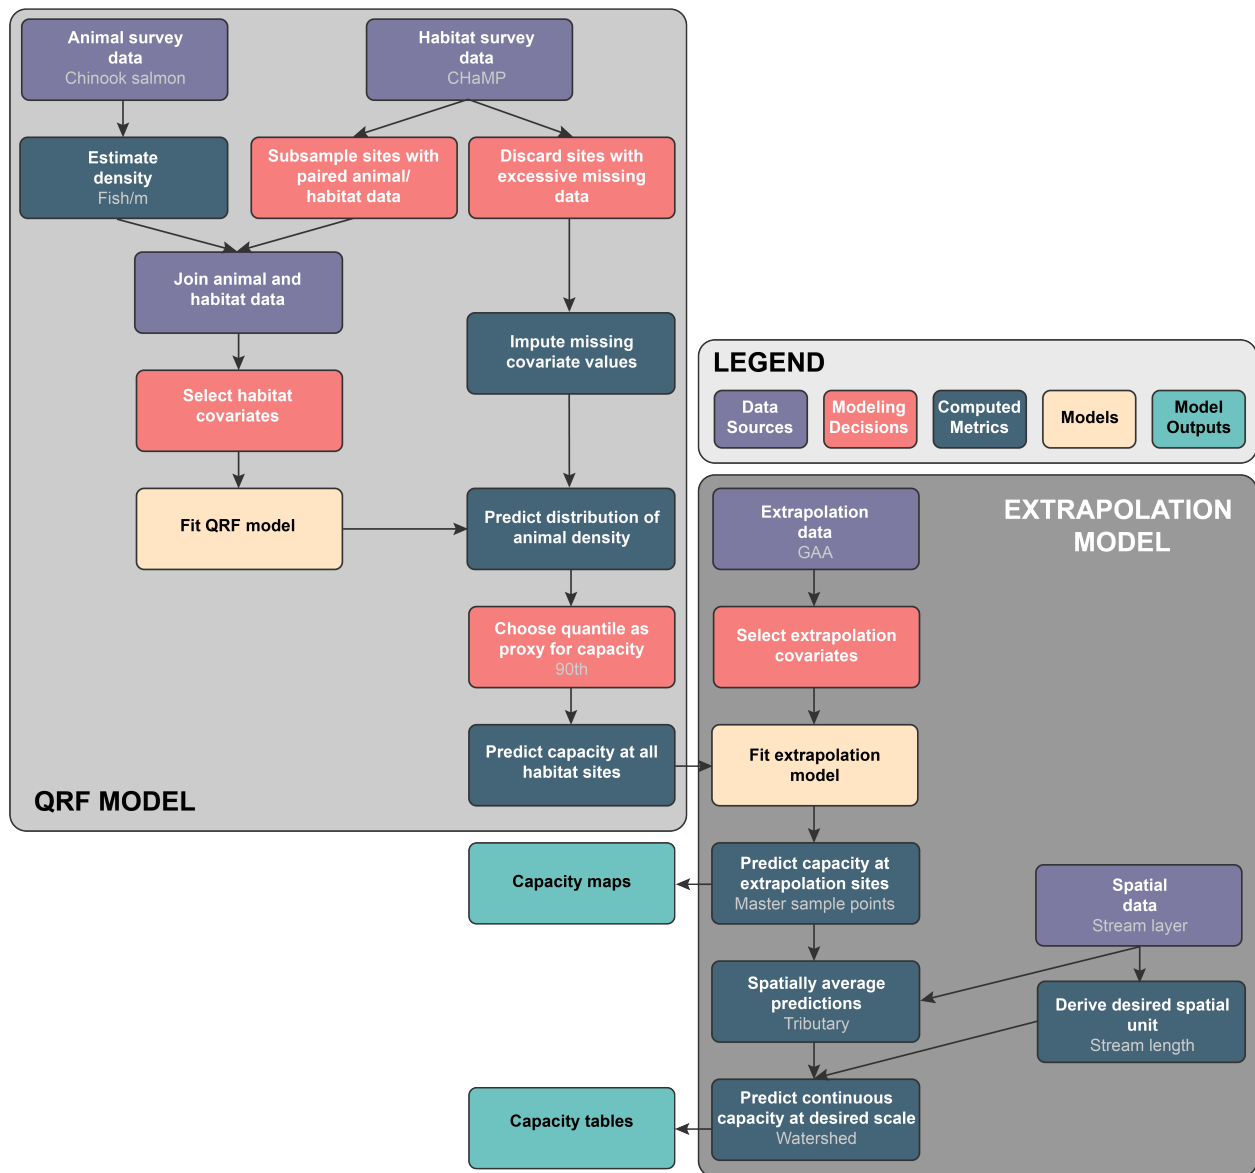 Animal survey
data
Chinook salmon
Habitat survey
data
CHaMP
Estimate
density
Fish/m
Subsample sites with
paired animal/
habitat data
Discard sites with
excessive missing
data
Join animal and
habitat data
Impute missing
covariate values
Select habitat
covariates
Fit QRF model
Predict distribution of
animal density
Choose quantile as
proxy for capacity
90th
Predict capacity at all
habitat sites
QRF MODEL
LEGEND
Data
Sources
Modeling
Decisions
Computed
Metrics
Models
Model
Outputs
EXTRAPOLATION
MODEL
Extrapolation
data
GAA
Select extrapolation
covariates
Fit extrapolation
model
Capacity maps
Predict capacity at
extrapolation sites
Master sample points
Spatial
data
Stream layer
Spatially average
predictions
Tributary
Derive desired spatial
unit
Stream length
Capacity tables
Predict continuous
capacity at desired scale
Watershed